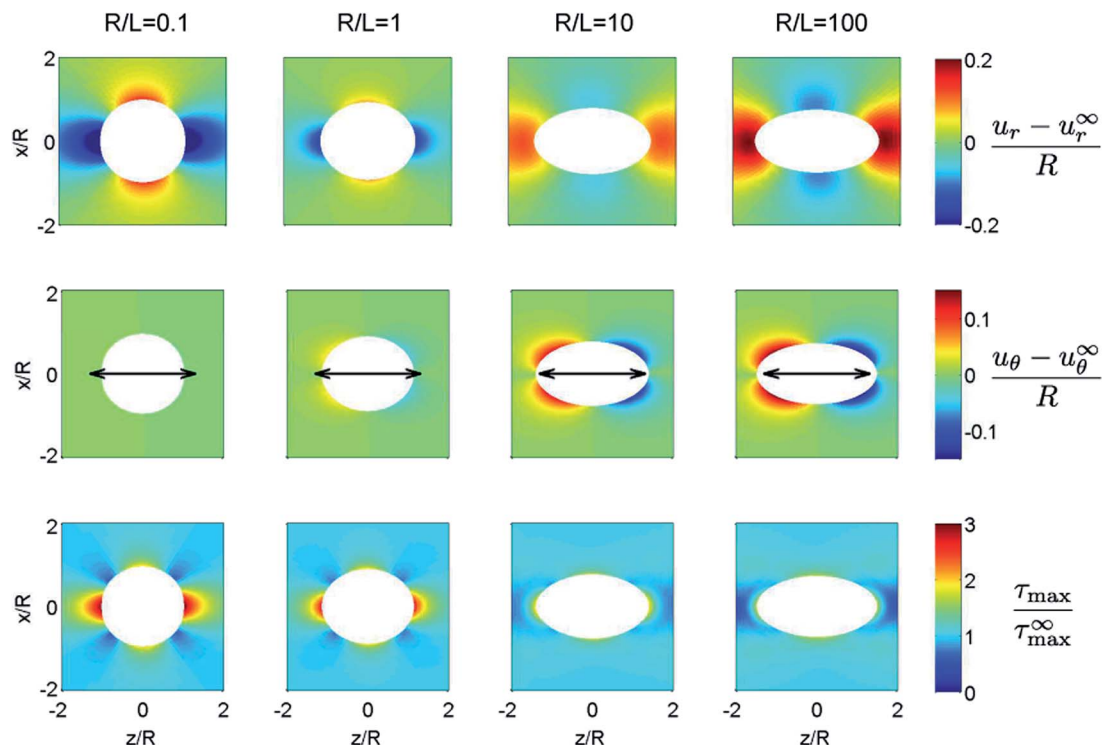 R/L=0.1 R/L=1 R/L=10 R/L=100
2 0.2
x/R 0 0 u_r − u_r^∞
R
-2 -0.2
2 0.1
x/R 0 0 u_θ − u_θ^∞
R
-2 -0.1
2 3
x/R 0 2 τ_max
1 τ_max^∞
-2 0
-2 0 2 -2 0 2 -2 0 2 -2 0 2
z/R z/R z/R z/R